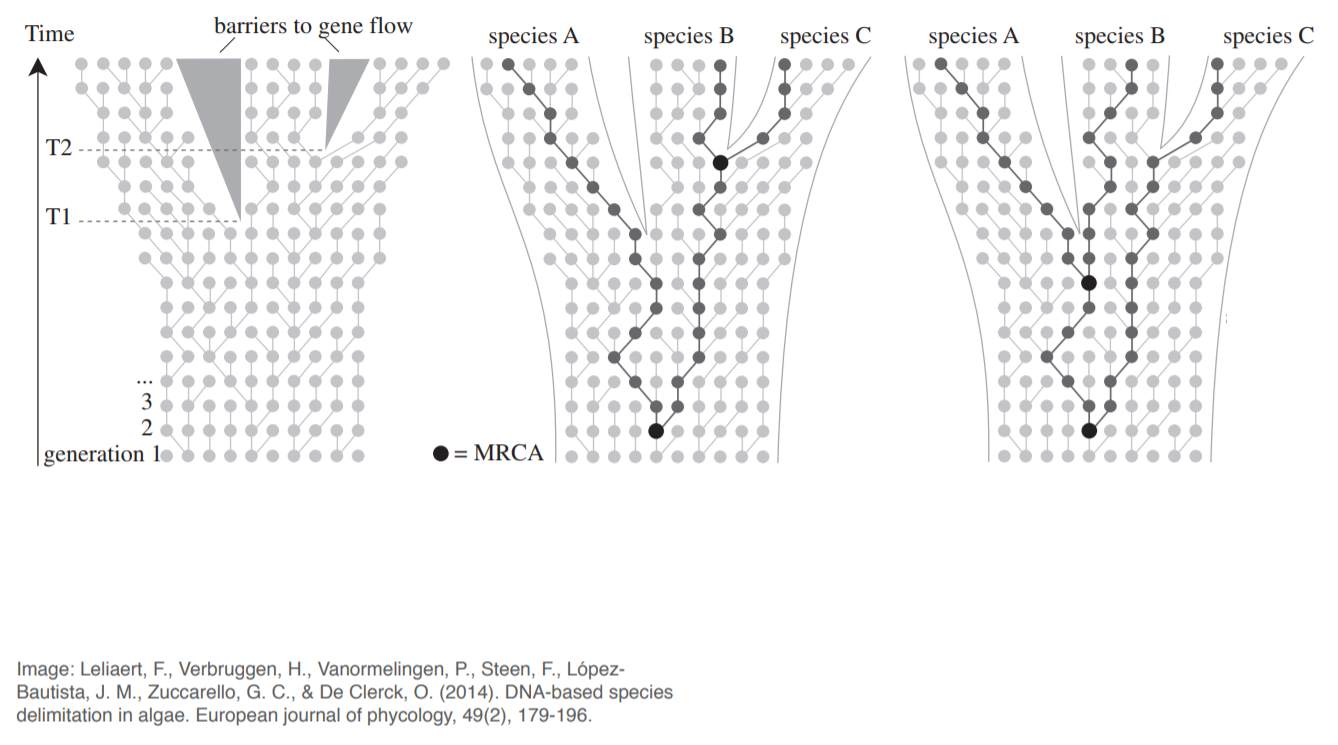 barriers to gene flow
Time
species A
species B
species C
species A
species B
species C
T2
T1
...
3
2
generation 1
= MRCA
Image: Leliaert, F., Verbruggen, H., Vanormelingen, P., Steen, F., López-
Bautista, J. M., Zuccarello, G. C., & De Clerck, O. (2014). DNA-based species
delimitation in algae. European journal of phycology, 49(2), 179-196.